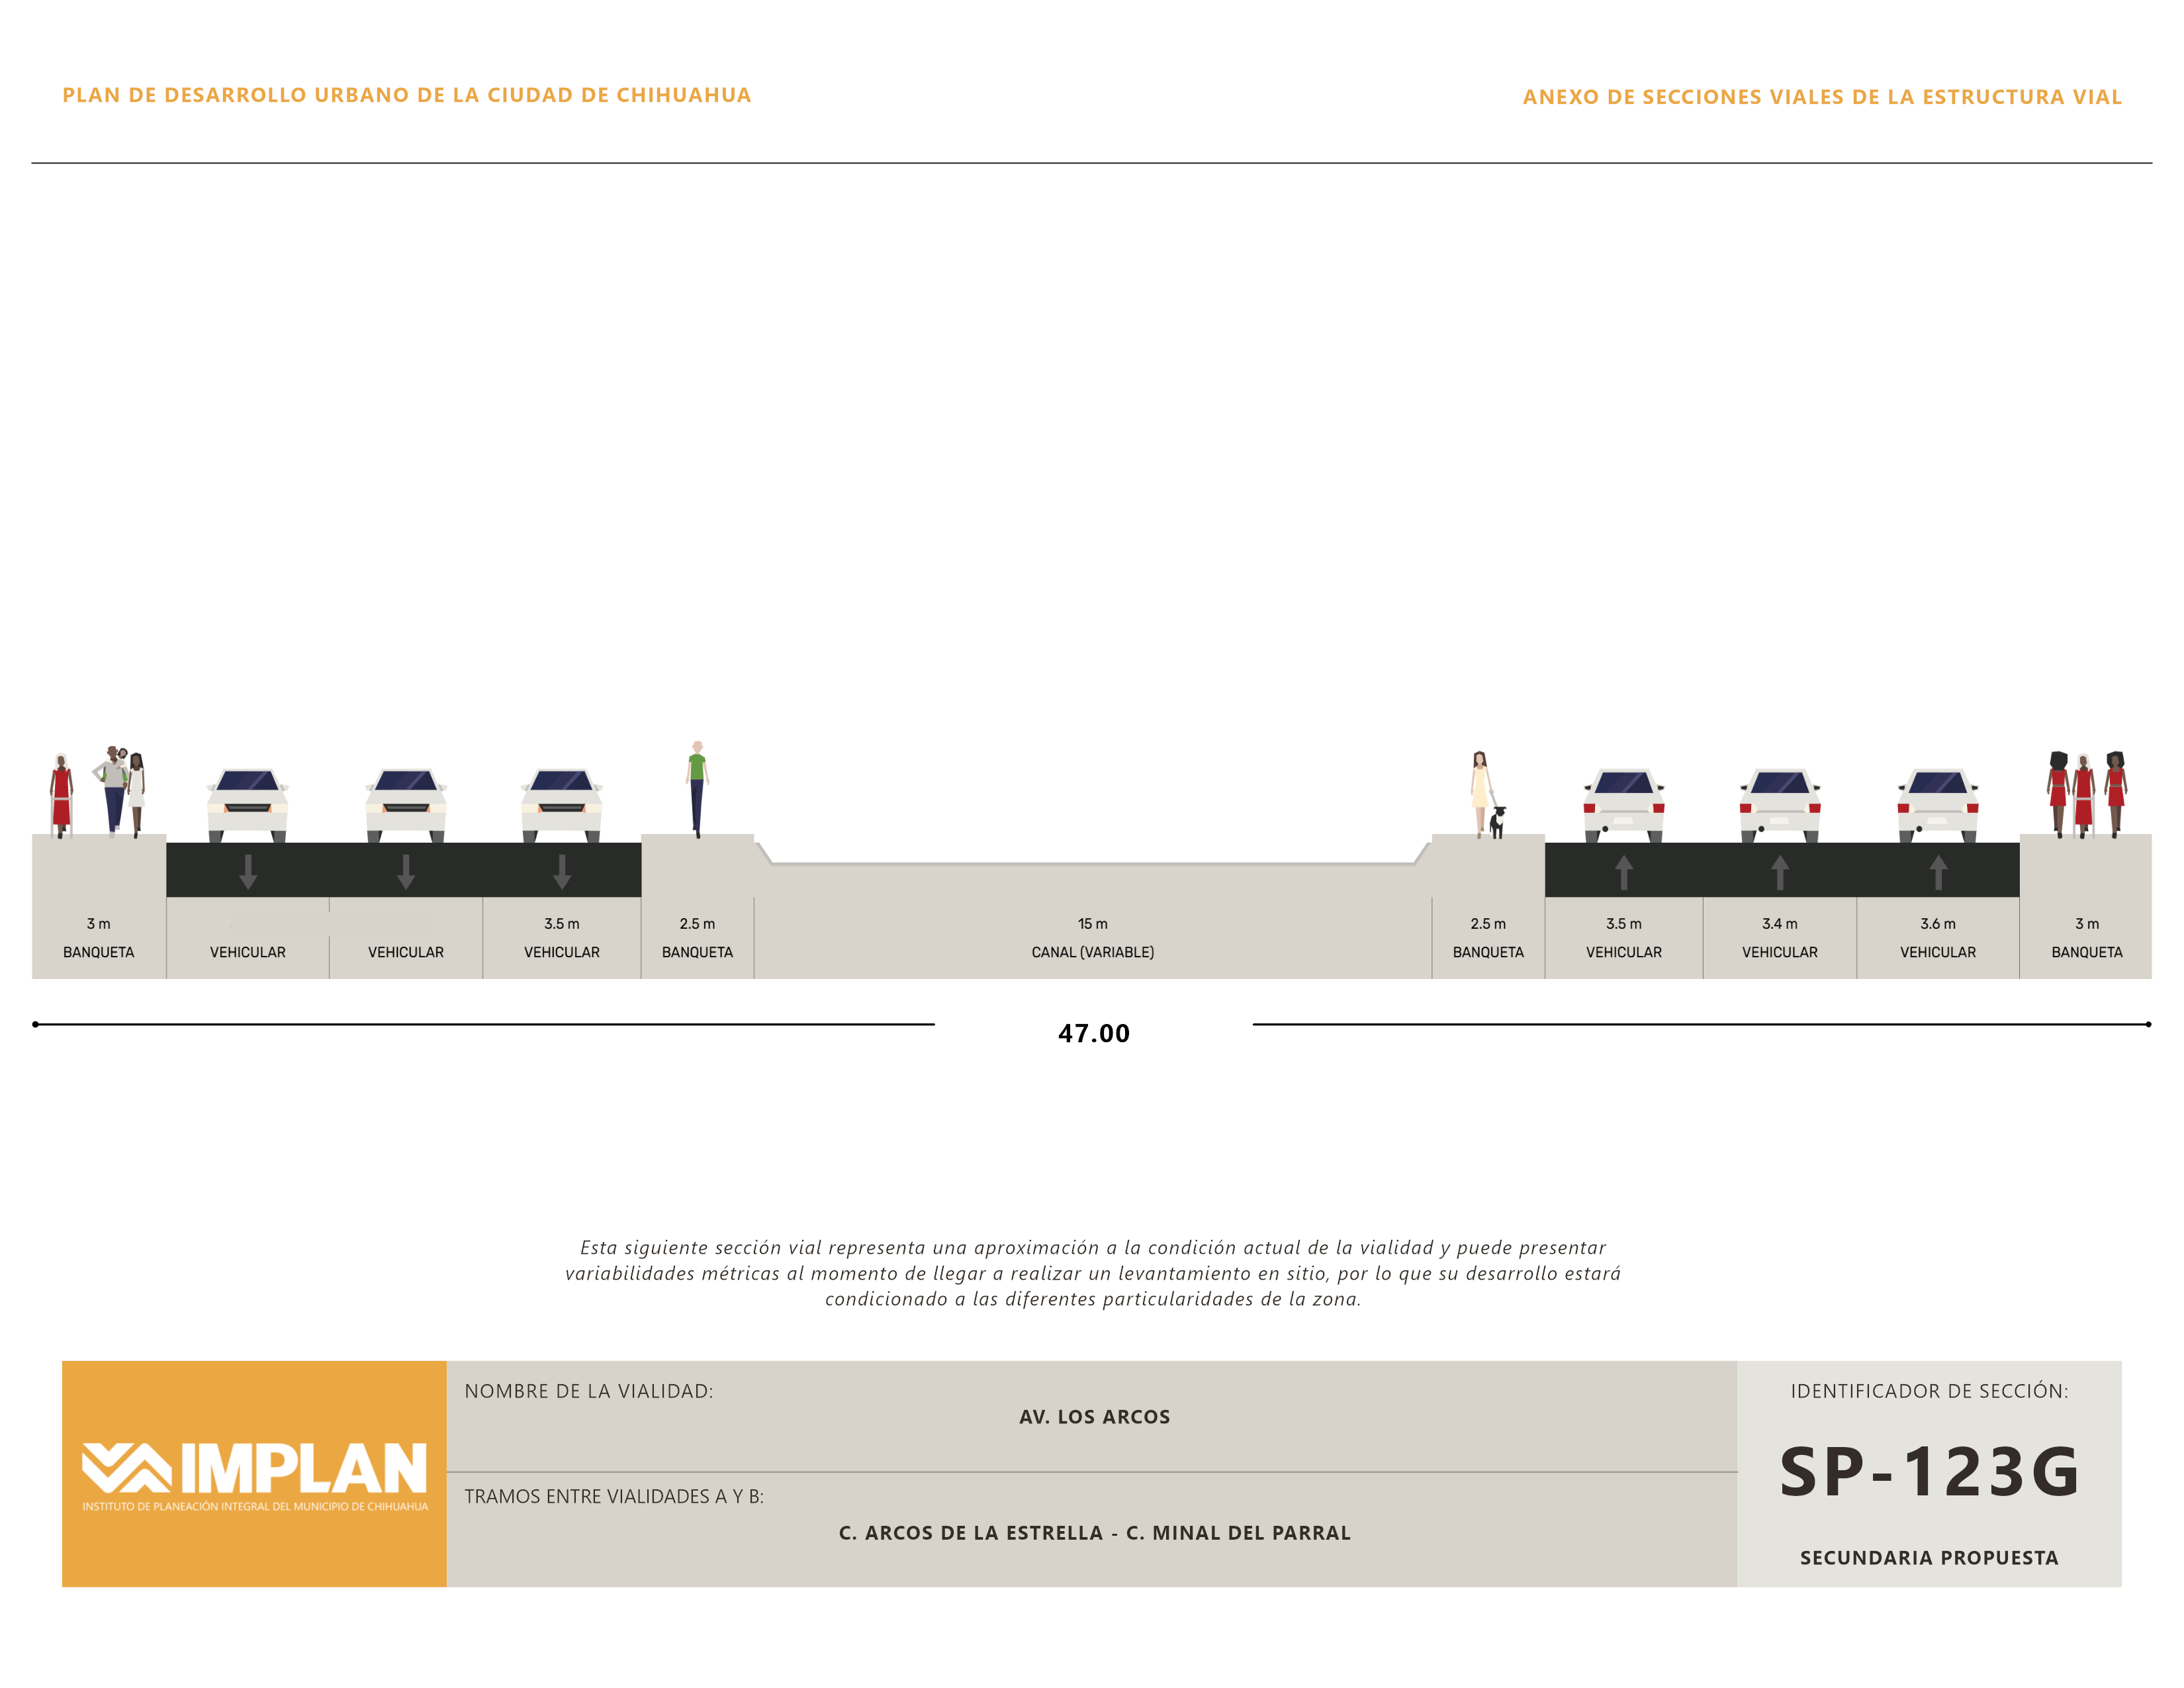 PLAN DE DESARROLLO URBANO DE LA CIUDAD DE CHIHUAHUA
ANEXO DE SECCIONES VIALES DE LA ESTRUCTURA VIAL
3 m
BANQUETA
VEHICULAR
VEHICULAR
3.5 m
VEHICULAR
2.5 m
BANQUETA
15 m
CANAL (VARIABLE)
2.5 m
BANQUETA
3.5 m
VEHICULAR
3.4 m
VEHICULAR
3.6 m
VEHICULAR
3 m
BANQUETA
47.00
Esta siguiente sección vial representa una aproximación a la condición actual de la vialidad y puede presentar
variabilidades métricas al momento de llegar a realizar un levantamiento en sitio, por lo que su desarrollo estará
condicionado a las diferentes particularidades de la zona.
IMPLAN
INSTITUTO DE PLANEACIÓN INTEGRAL DEL MUNICIPIO DE CHIHUAHUA
NOMBRE DE LA VIALIDAD:
AV. LOS ARCOS
TRAMOS ENTRE VIALIDADES A Y B:
C. ARCOS DE LA ESTRELLA - C. MINAL DEL PARRAL
IDENTIFICADOR DE SECCIÓN:
SP-123G
SECUNDARIA PROPUESTA